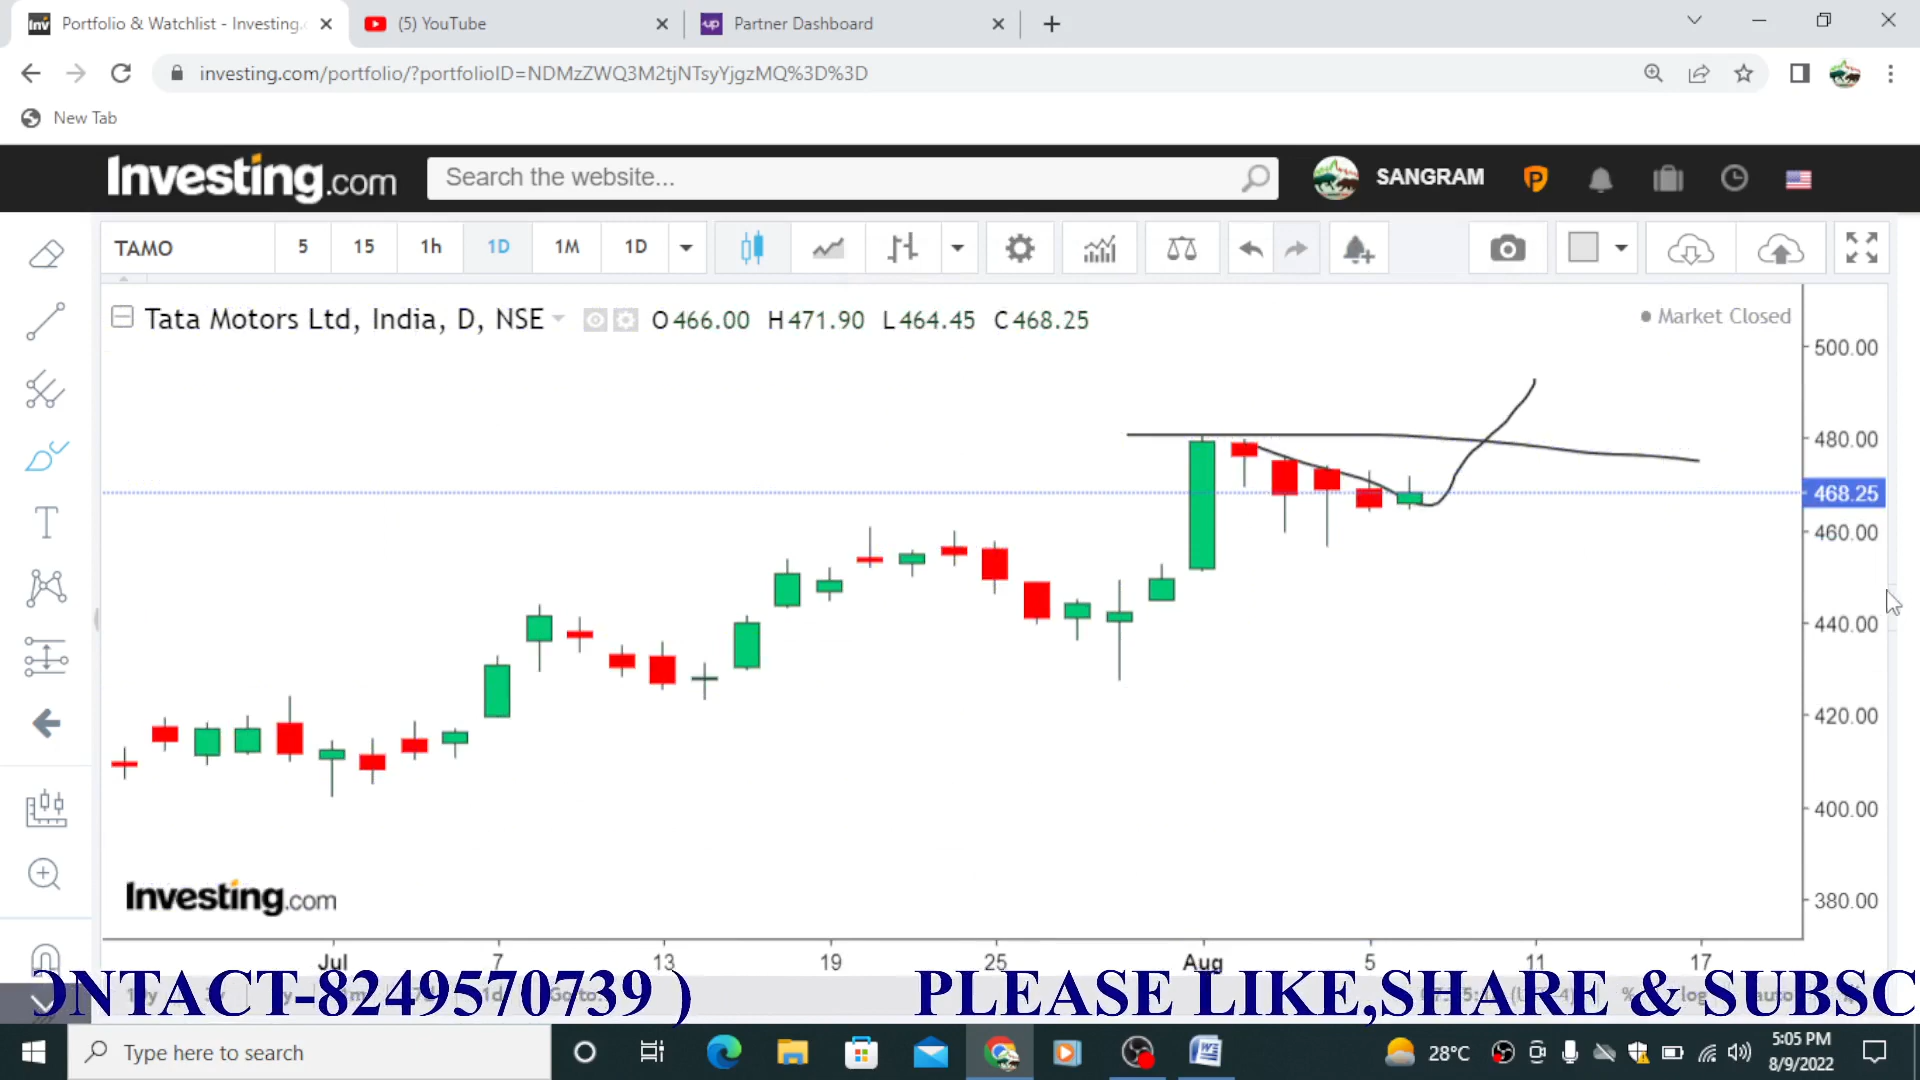 Portfolio & Watchlist - Investing.c
(5) YouTube
up Partner Dashboard
investing.com/portfolio/?portfolioID=NDMzZWQ3M2tjNTsyYjgzMQ%3D%3D
New Tab
Investing.com
Search the website...
SANGRAM
P
TAMO
5
15
1h
1D
1M
1D
Tata Motors Ltd, India, D, NSE
O 466.00 H 471.90 L 464.45 C 468.25
Market Closed
500.00
480.00
468.25
460.00
440.00
420.00
400.00
380.00
Investing.com
Jul 7 13 19 25 Aug 5 11 17
ONTACT-8249570739 ) PLEASE LIKE,SHARE & SUBSC
Type here to search
28°C
5:05 PM
8/9/2022